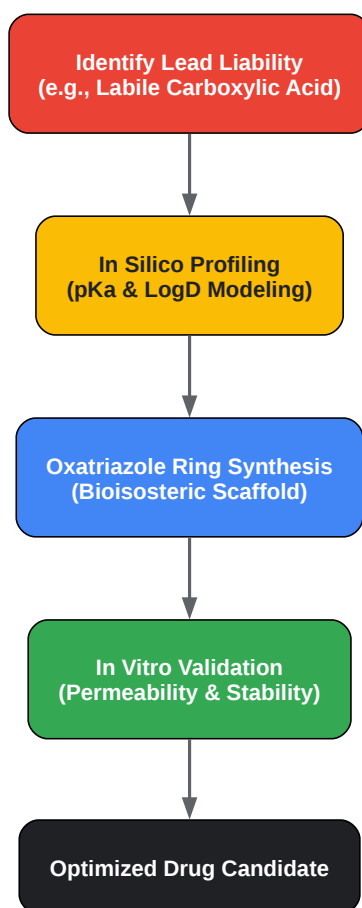 Identify Lead Liability
(e.g., Labile Carboxylic Acid)
In Silico Profiling
(pKa & LogD Modeling)
Oxatriazole Ring Synthesis
(Bioisosteric Scaffold)
In Vitro Validation
(Permeability & Stability)
Optimized Drug Candidate